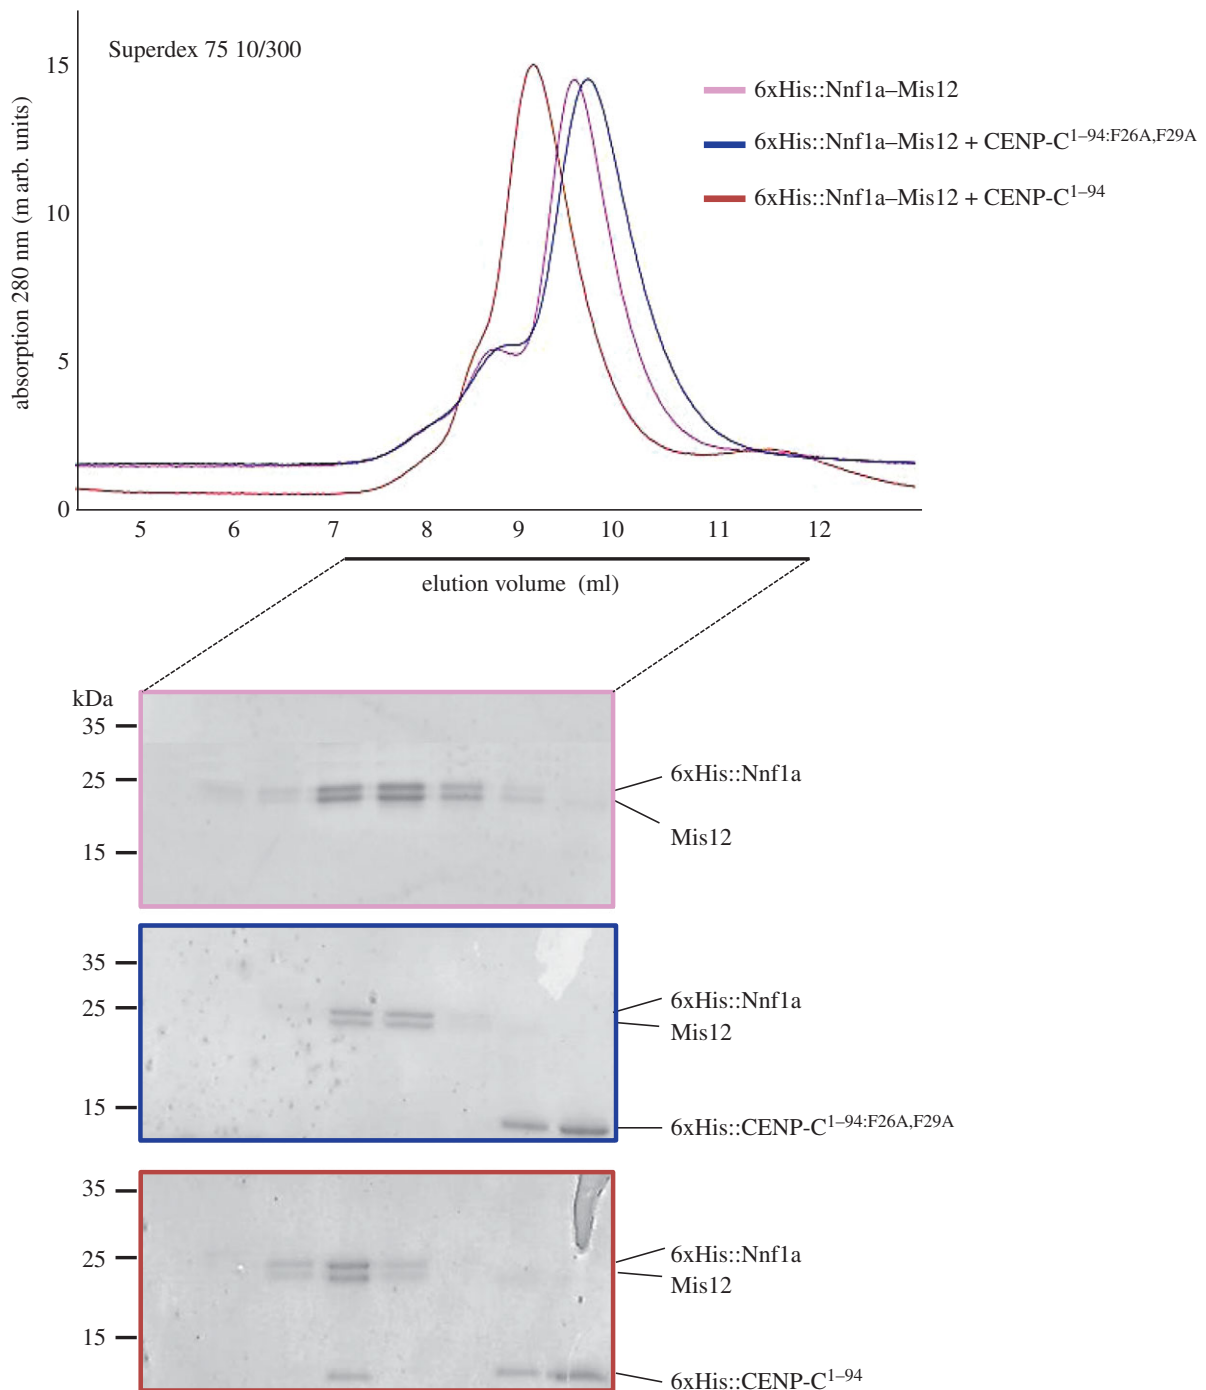 Superdex 75 10/300
absorption 280 nm (m arb. units)
15
10
5
0
6xHis::Nnf1a–Mis12
6xHis::Nnf1a–Mis12 + CENP-C1–94:F26A,F29A
6xHis::Nnf1a–Mis12 + CENP-C1–94
5 6 7 8 9 10 11 12
elution volume (ml)
kDa
35
25
15
6xHis::Nnf1a
Mis12
35
25
15
6xHis::Nnf1a
Mis12
6xHis::CENP-C1–94:F26A,F29A
35
25
15
6xHis::Nnf1a
Mis12
6xHis::CENP-C1–94